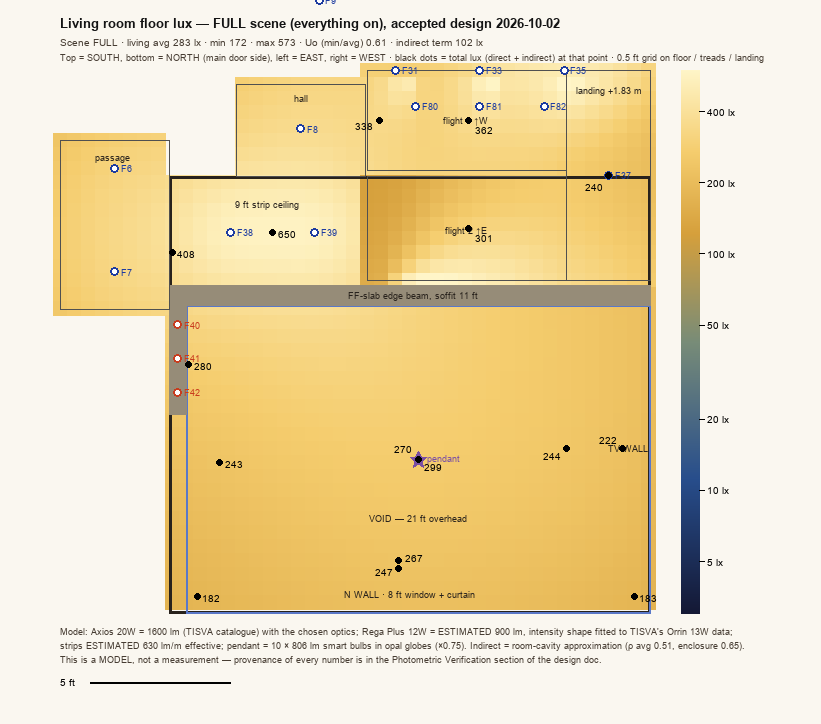 F9
Living room floor lux — FULL scene (everything on), accepted design 2026-10-02
Scene FULL · living avg 283 lx · min 172 · max 573 · Uo (min/avg) 0.61 · indirect term 102 lx
Top = SOUTH, bottom = NORTH (main door side), left = EAST, right = WEST · black dots = total lux (direct + indirect) at that point · 0.5 ft grid on floor / treads / landing
F31
F33
F35
landing +1.83 m
hall
F80
F81
F82
400 lx
338
flight ↑W
362
F8
passage
F6
F37
240
200 lx
9 ft strip ceiling
F38
650
F39
flight 2 ↑E
301
408
100 lx
F7
FF-slab edge beam, soffit 11 ft
F40
50 lx
F41
280
F42
20 lx
270
pendant
299
243
244
222
TV WALL
10 lx
VOID — 21 ft overhead
267
247
5 lx
182
N WALL · 8 ft window + curtain
183
Model: Axios 20W = 1600 lm (TISVA catalogue) with the chosen optics; Rega Plus 12W = ESTIMATED 900 lm, intensity shape fitted to TISVA's Orrin 13W data;
strips ESTIMATED 630 lm/m effective; pendant = 10 × 806 lm smart bulbs in opal globes (×0.75). Indirect = room-cavity approximation (ρ avg 0.51, enclosure 0.65).
This is a MODEL, not a measurement — provenance of every number is in the Photometric Verification section of the design doc.
5 ft